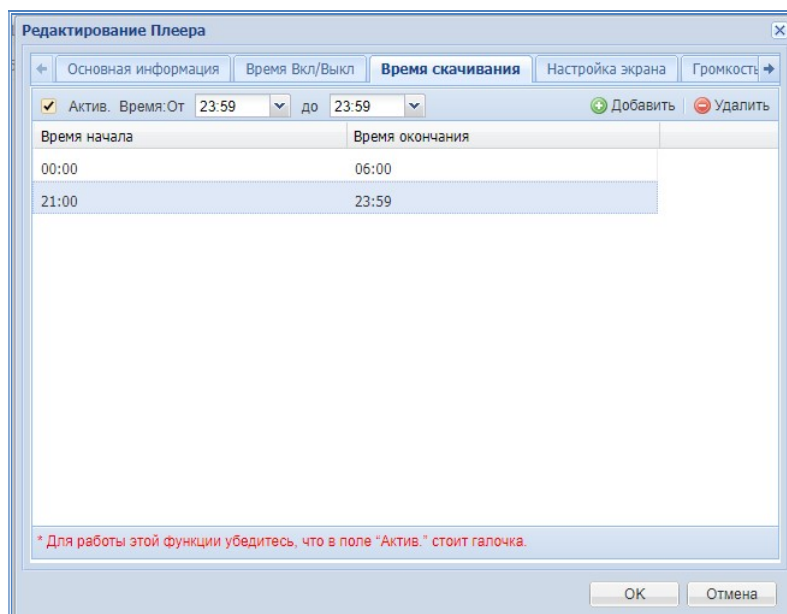 Редактирование Плеера
Основная информация Время Вкл/Выкл Время скачивания Настройка экрана Громкость
Актив. Время:От 23:59 до 23:59 Добавить Удалить
Время начала Время окончания
00:00 06:00
21:00 23:59
* Для работы этой функции убедитесь, что в поле “Актив.” стоит галочка.
OK Отмена